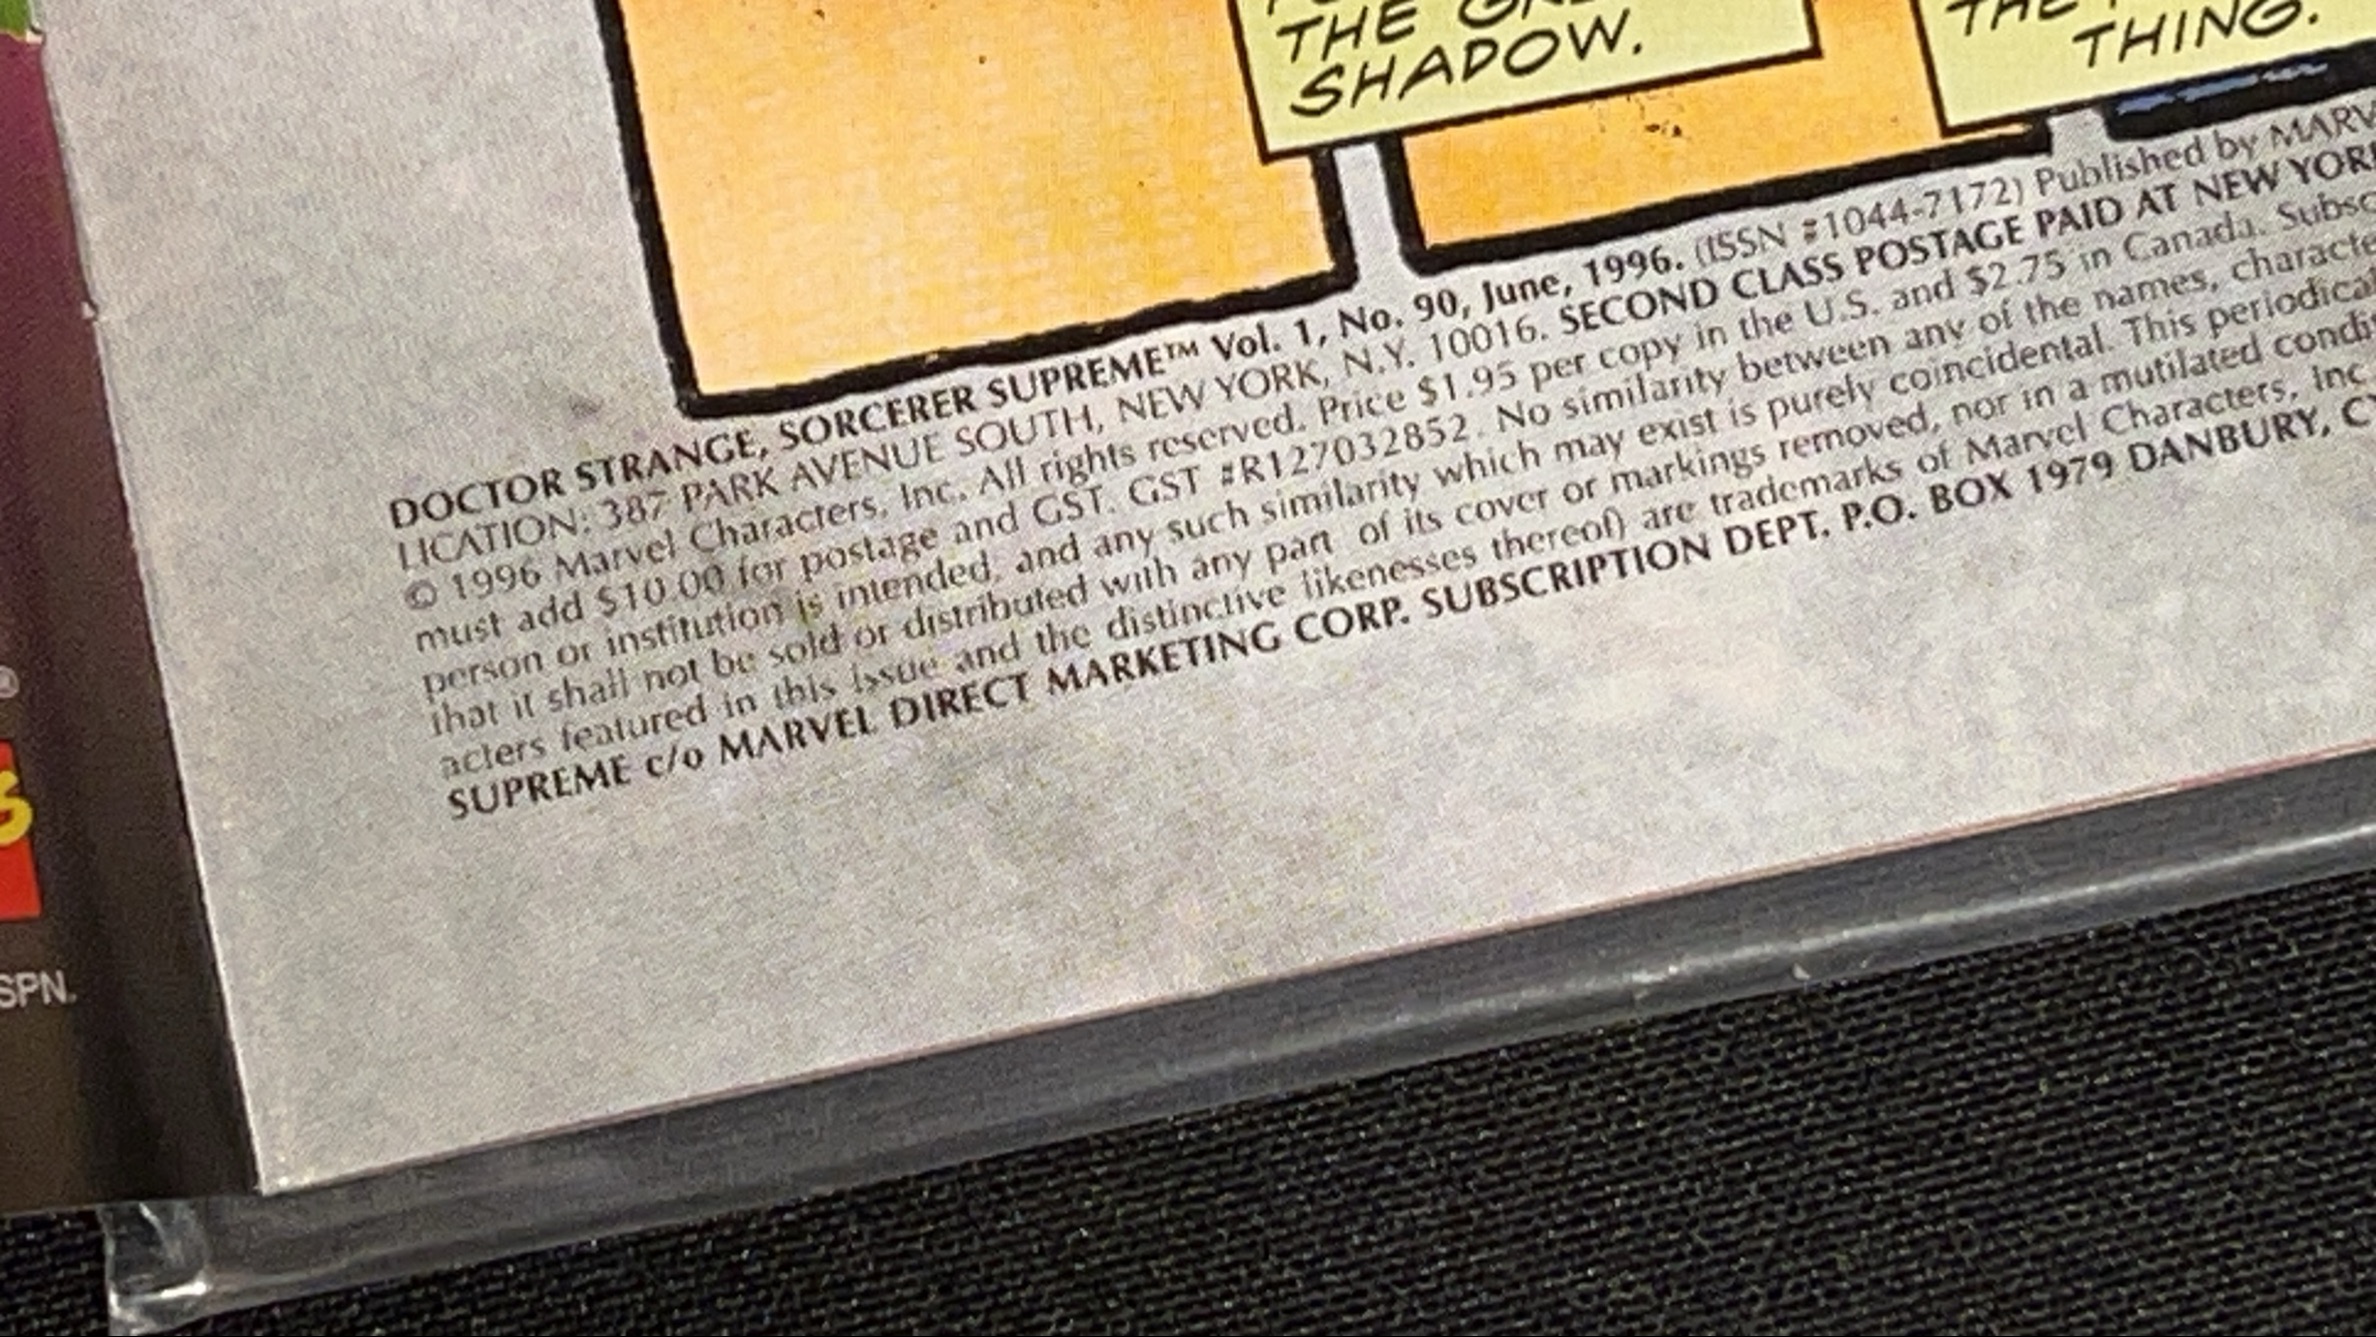 THE
SHADOW.
THING.
DOCTOR STRANGE, SORCERER SUPREME™ Vol. 1, No. 90, June, 1996. (ISSN #1044-7172) Published by MARV
LICATION: 387 PARK AVENUE SOUTH, NEW YORK, N.Y. 10016. SECOND CLASS POSTAGE PAID AT NEW YORK
© 1996 Marvel Characters, Inc. All rights reserved. Price $1.95 per copy in the U.S. and $2.75 in Canada. Subsc
must add $10.00 for postage and GST. GST #R127032852. No similarity between any of the names, characte
person or institution is intended, and any such similarity which may exist is purely coincidental. This periodical
that it shall not be sold or distributed with any part of its cover or markings removed, nor in a mutilated condi
acters featured in this issue and the distinctive likenesses thereof) are trademarks of Marvel Characters, Inc.
SUPREME c/o MARVEL DIRECT MARKETING CORP. SUBSCRIPTION DEPT. P.O. BOX 1979 DANBURY, C
SPN.